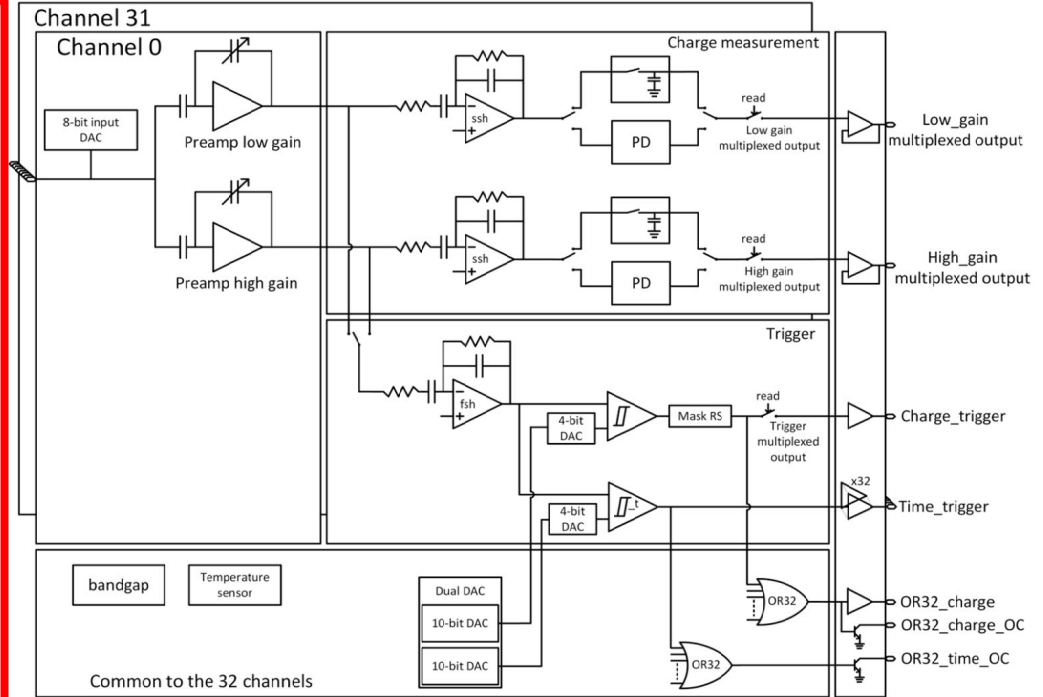 Channel 31
Channel 0
Charge measurement
8-bit input
DAC
Preamp low gain
ssh
PD
read
Low gain
multiplexed output
Low_gain
multiplexed output
Preamp high gain
ssh
PD
read
High gain
multiplexed output
High_gain
multiplexed output
Trigger
fsh
4-bit
DAC
Mask RS
read
Trigger
multiplexed
output
Charge_trigger
4-bit
DAC
_t
x32
Time_trigger
bandgap
Temperature
sensor
Dual DAC
10-bit DAC
10-bit DAC
OR32
OR32
OR32_charge
OR32_charge_OC
OR32_time_OC
Common to the 32 channels